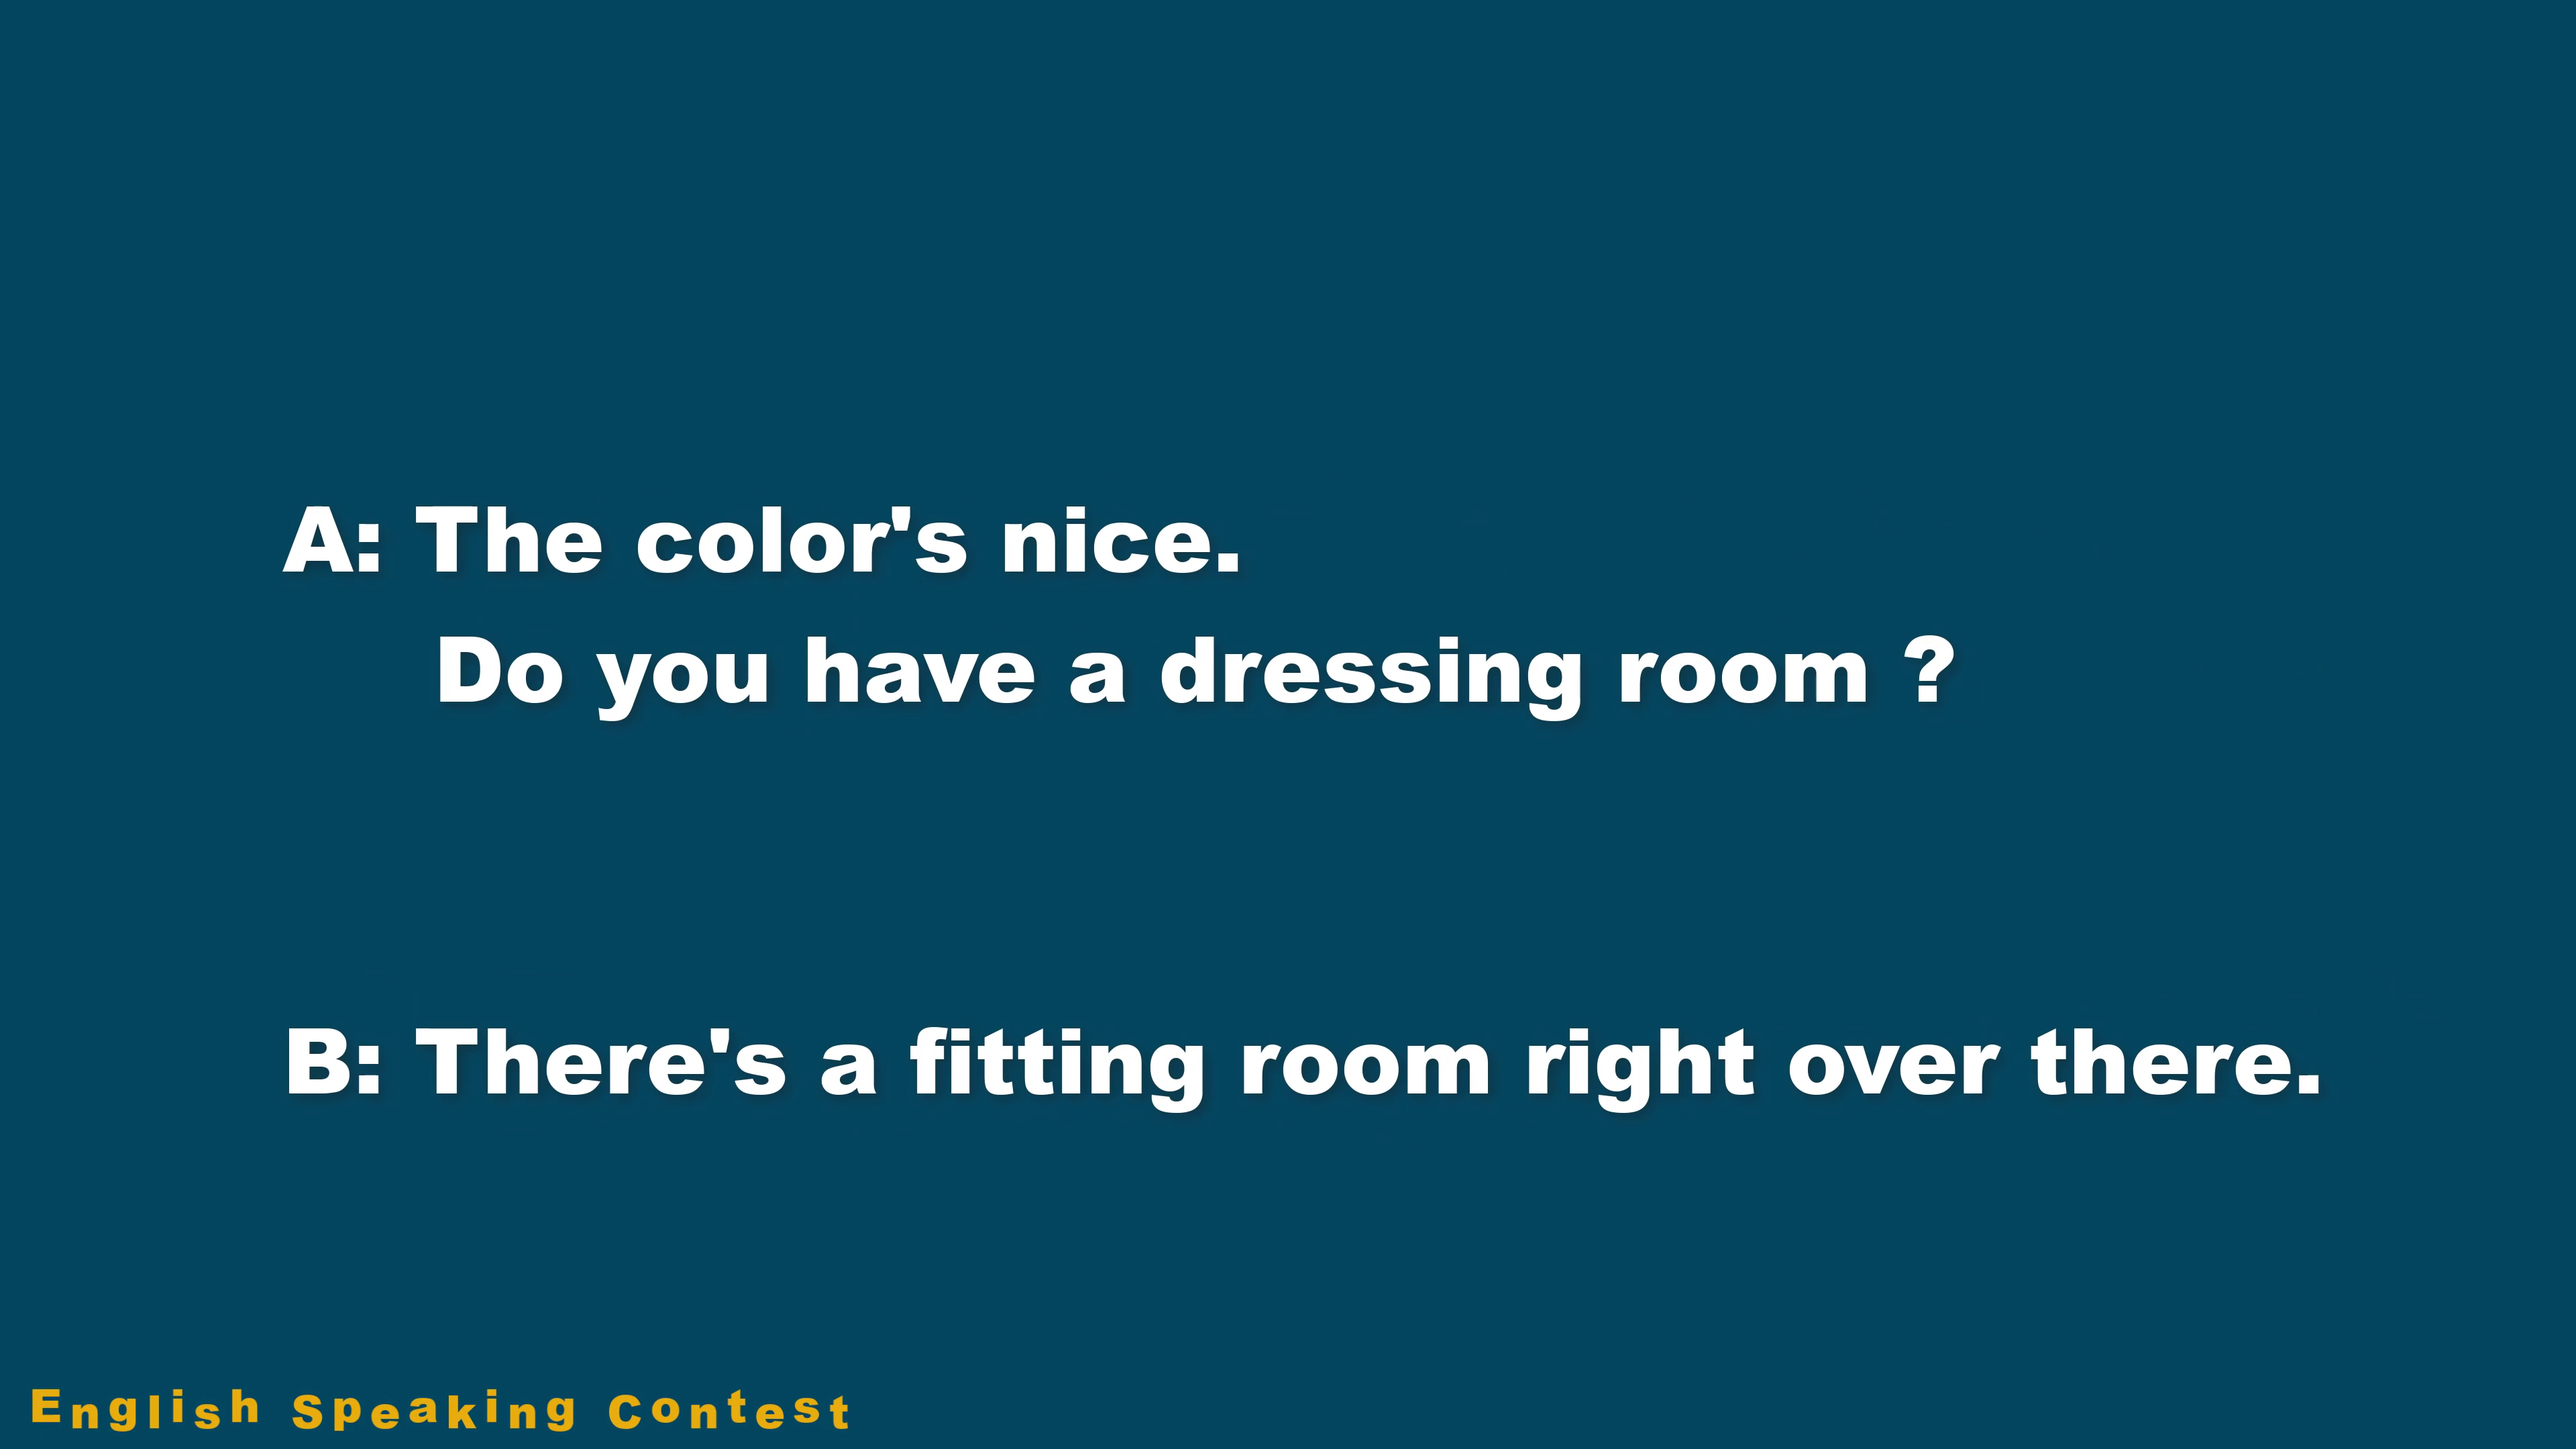 A: The color's nice.
Do you have a dressing room ?
B: There's a fitting room right over there.
English Speaking Contest